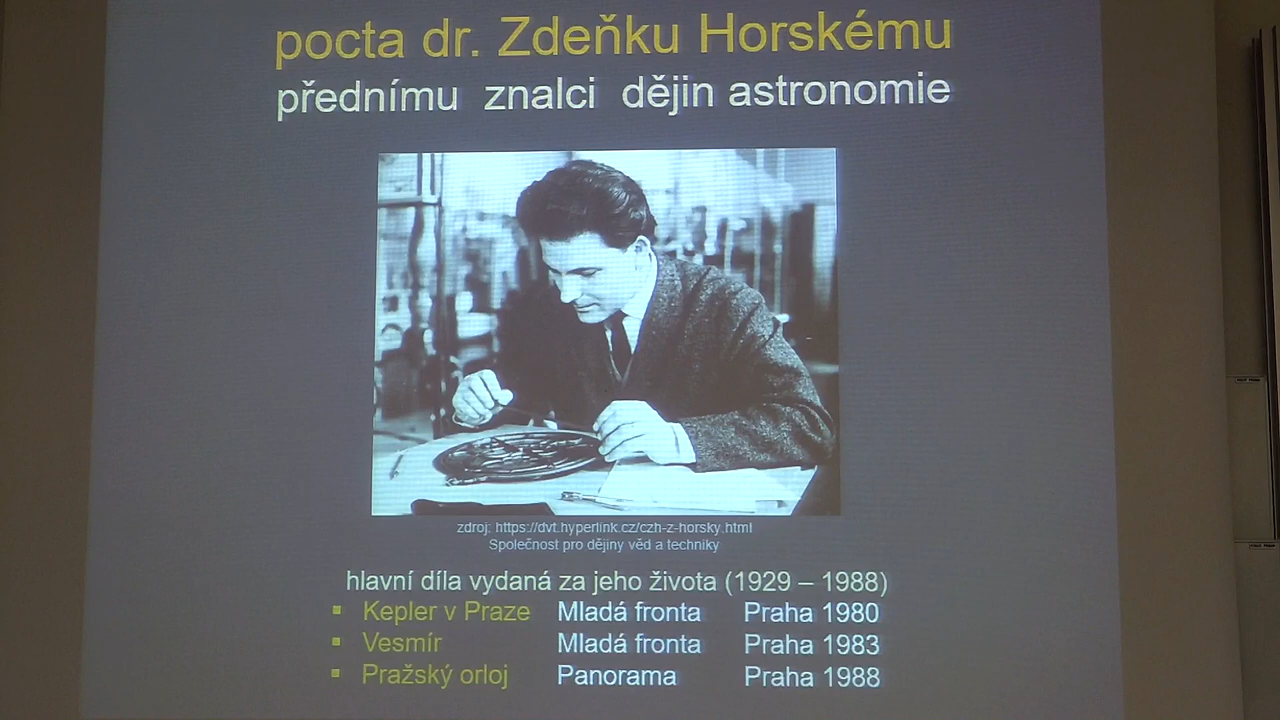 pocta dr. Zdeňku Horskému
přednímu znalci dějin astronomie
zdroj: https://dvt.hyperlink.cz/czh-z-horsky.html
Společnost pro dějiny věd a techniky
hlavní díla vydaná za jeho života (1929 – 1988)
▪ Kepler v Praze Mladá fronta Praha 1980
▪ Vesmír Mladá fronta Praha 1983
▪ Pražský orloj Panorama Praha 1988